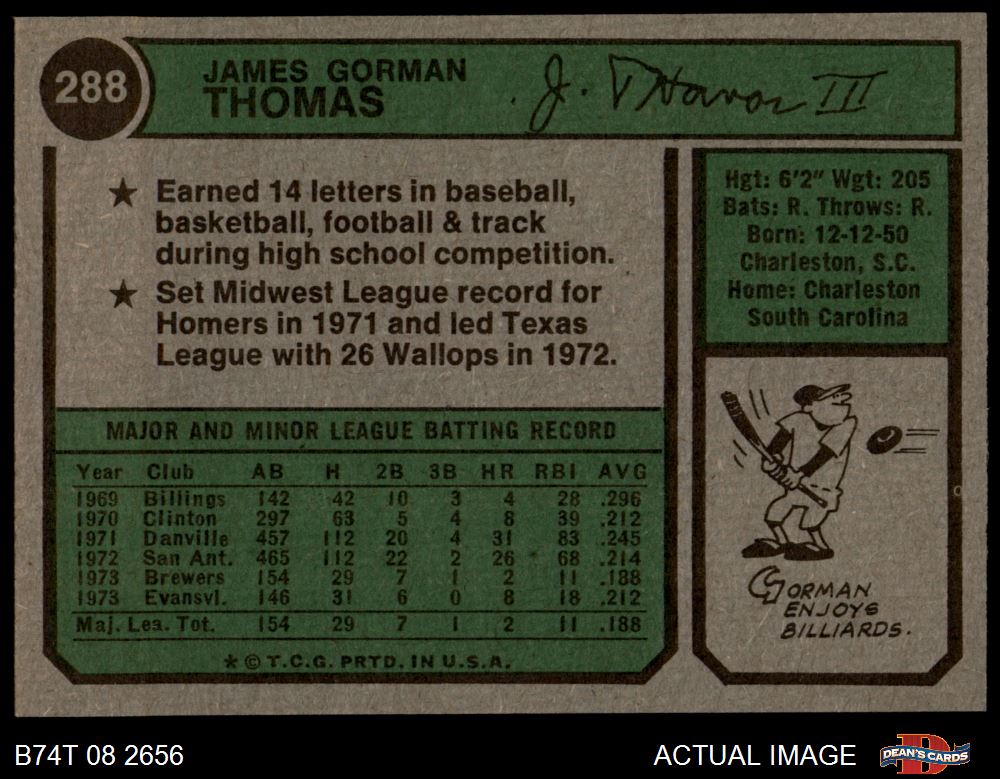 288
JAMES GORMAN
THOMAS
J. Thomas III
★ Earned 14 letters in baseball,
basketball, football & track
during high school competition.
★ Set Midwest League record for
Homers in 1971 and led Texas
League with 26 Wallops in 1972.
MAJOR AND MINOR LEAGUE BATTING RECORD
Year Club AB H 2B 3B HR RBI AVG
1969 Billings 142 42 10 3 4 28 .296
1970 Clinton 297 63 5 4 8 39 .212
1971 Danville 457 112 20 4 31 83 .245
1972 San Ant. 465 112 22 2 26 68 .214
1973 Brewers 154 29 7 1 2 11 .188
1973 Evansvl. 146 31 6 0 8 18 .212
Maj. Lea. Tot. 154 29 7 1 2 11 .188
★ © T.C.G. PRTD. IN U.S.A.
Hgt: 6'2" Wgt: 205
Bats: R. Throws: R.
Born: 12-12-50
Charleston, S.C.
Home: Charleston
South Carolina
GORMAN
ENJOYS
BILLIARDS.
B74T 08 2656
ACTUAL IMAGE
DEAN'S CARDS